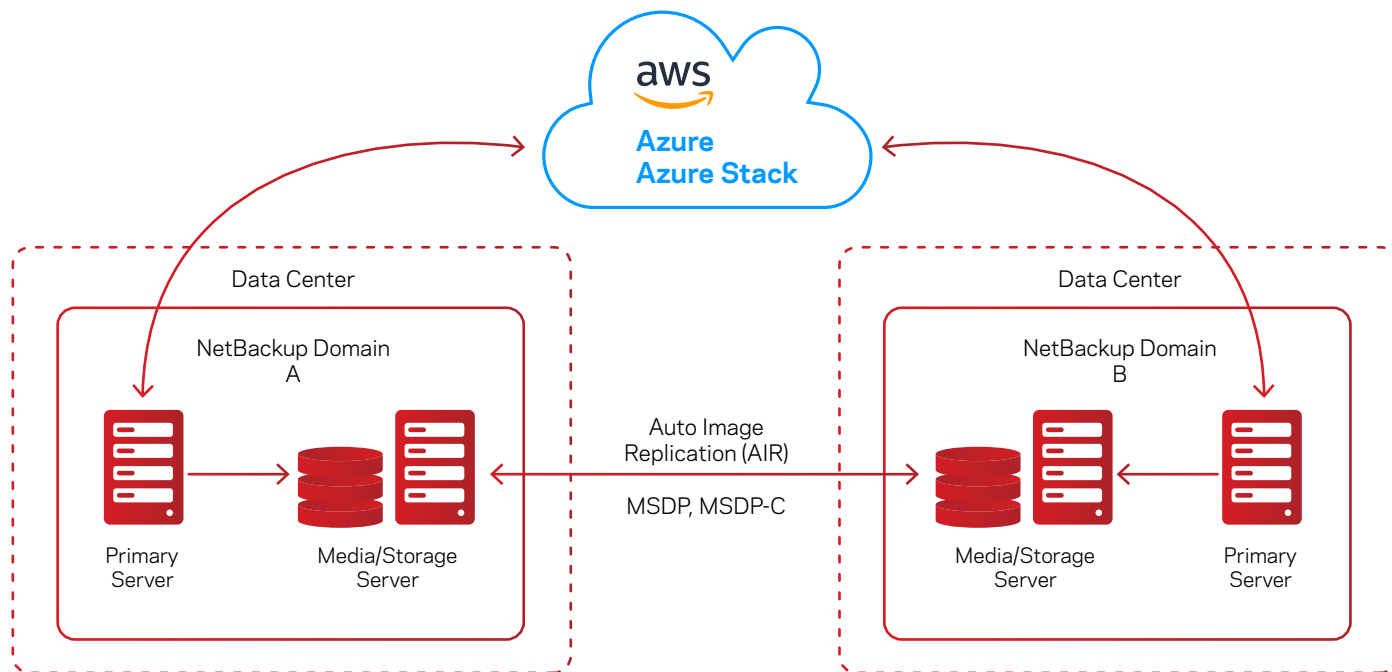 aws
Azure
Azure Stack
Data Center
NetBackup Domain
A
Primary
Server
Media/Storage
Server
Auto Image
Replication (AIR)
MSDP, MSDP-C
Data Center
NetBackup Domain
B
Media/Storage
Server
Primary
Server